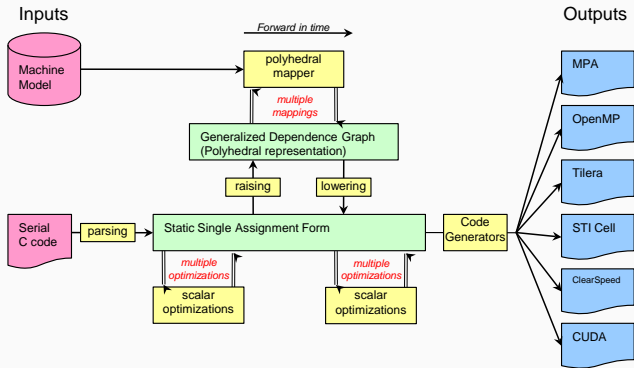 Inputs
Forward in time
Outputs
Machine
Model
polyhedral
mapper
multiple
mappings
Generalized Dependence Graph
(Polyhedral representation)
raising
lowering
Serial
C code
parsing
Static Single Assignment Form
Code
Generators
multiple
optimizations
multiple
optimizations
scalar
optimizations
scalar
optimizations
MPA
OpenMP
Tilera
STI Cell
ClearSpeed
CUDA